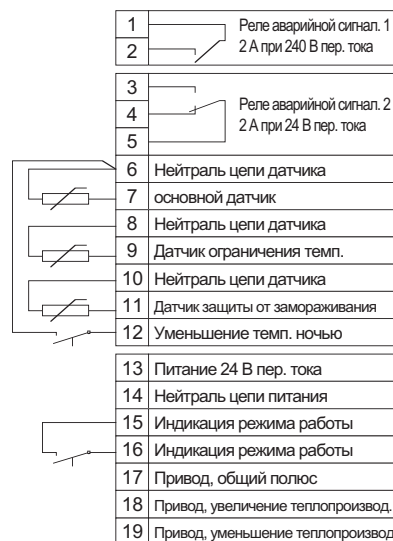 1 Реле аварийной сигнал. 1
2 2 А при 240 В пер. тока
3
4 Реле аварийной сигнал. 2
5 2 А при 24 В пер. тока
6 Нейтраль цепи датчика
7 основной датчик
8 Нейтраль цепи датчика
9 Датчик ограничения темп.
10 Нейтраль цепи датчика
11 Датчик защиты от замораживания
12 Уменьшение темп. ночью
13 Питание 24 В пер. тока
14 Нейтраль цепи питания
15 Индикация режима работы
16 Индикация режима работы
17 Привод, общий полюс
18 Привод, увеличение теплопроизвод.
19 Привод, уменьшение теплопроизвод